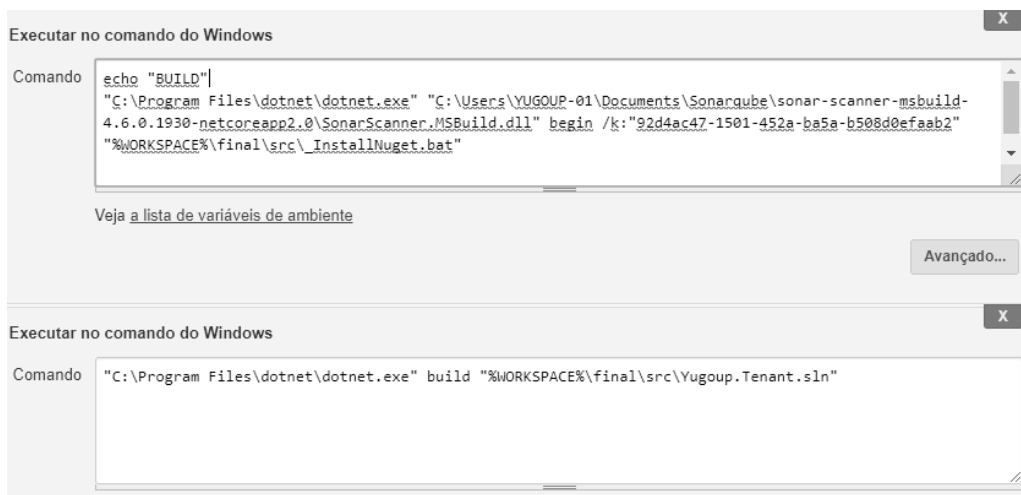 X
Executar no comando do Windows
Comando
echo "BUILD"
"C:\Program Files\dotnet\dotnet.exe" "C:\Users\YUGOUP-01\Documents\Sonarqube\sonar-scanner-msbuild-
4.6.0.1930-netcoreapp2.0\SonarScanner.MSBuild.dll" begin /k:"92d4ac47-1501-452a-ba5a-b508d0efaab2"
"%WORKSPACE%\final\src\_InstallNuget.bat"
Veja a lista de variáveis de ambiente
Avançado...
X
Executar no comando do Windows
Comando "C:\Program Files\dotnet\dotnet.exe" build "%WORKSPACE%\final\src\Yugoup.Tenant.sln"